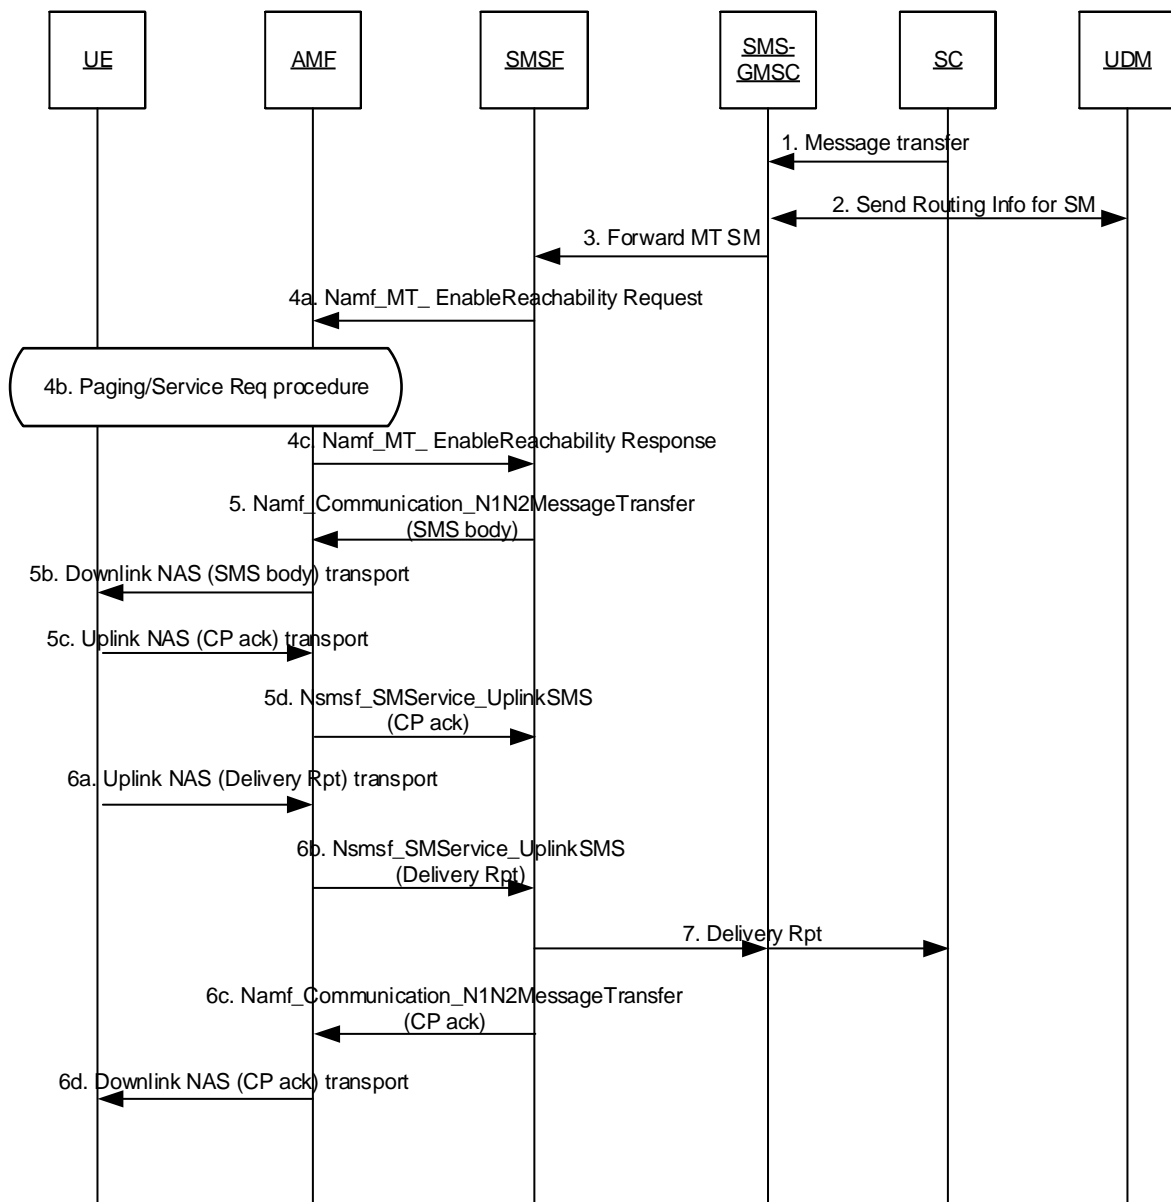 UE
AMF
SMSF
SMS-
GMSC
SC
UDM
1. Message transfer
2. Send Routing Info for SM
3. Forward MT SM
4a. Namf_MT_ EnableReachability Request
4b. Paging/Service Req procedure
4c. Namf_MT_ EnableReachability Response
5. Namf_Communication_N1N2MessageTransfer
(SMS body)
5b. Downlink NAS (SMS body) transport
5c. Uplink NAS (CP ack) transport
5d. Nsmsf_SMService_UplinkSMS
(CP ack)
6a. Uplink NAS (Delivery Rpt) transport
6b. Nsmsf_SMService_UplinkSMS
(Delivery Rpt)
7. Delivery Rpt
6c. Namf_Communication_N1N2MessageTransfer
(CP ack)
6d. Downlink NAS (CP ack) transport